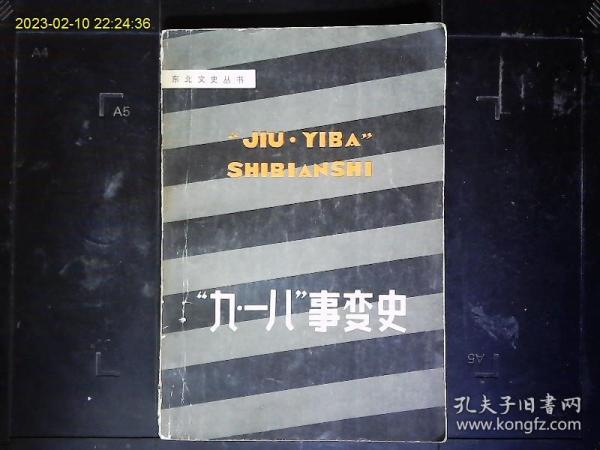 2023-02-10 22:24:36
A4
A5
东北文史丛书
“JIU·YIBA”
SHIBIANSHI
“九·一八”事变史
A5
孔夫子旧书网
www.kongfz.com